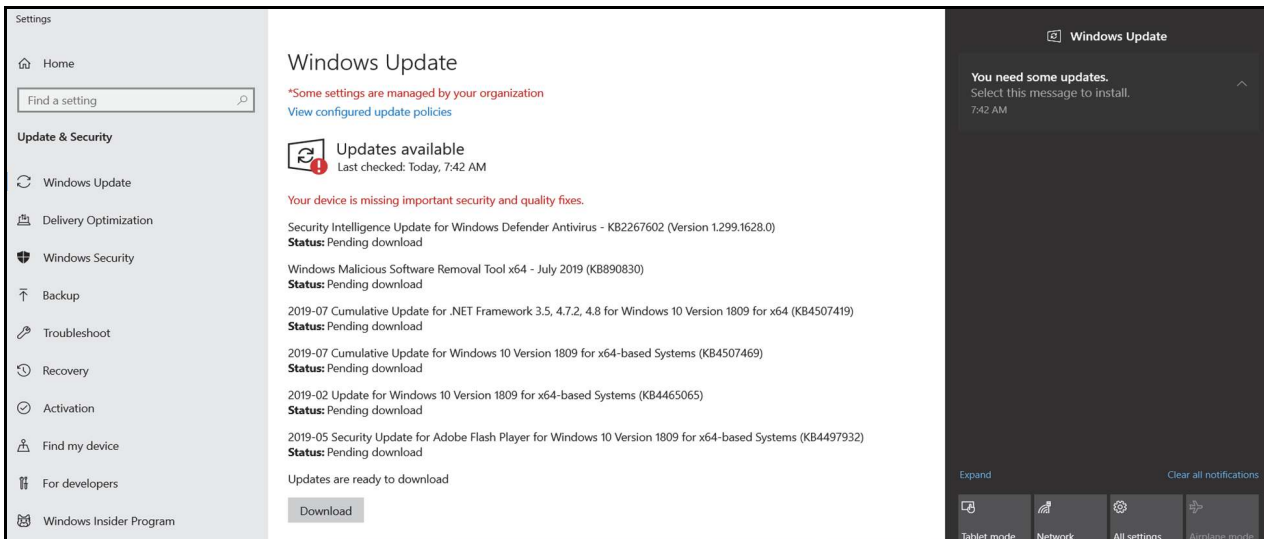 Settings
Home
Find a setting
Update & Security
Windows Update
Delivery Optimization
Windows Security
Backup
Troubleshoot
Recovery
Activation
Find my device
For developers
Windows Insider Program
Windows Update
*Some settings are managed by your organization
View configured update policies
Updates available
Last checked: Today, 7:42 AM
Your device is missing important security and quality fixes.
Security Intelligence Update for Windows Defender Antivirus - KB2267602 (Version 1.299.1628.0)
Status: Pending download
Windows Malicious Software Removal Tool x64 - July 2019 (KB890830)
Status: Pending download
2019-07 Cumulative Update for .NET Framework 3.5, 4.7.2, 4.8 for Windows 10 Version 1809 for x64 (KB4507419)
Status: Pending download
2019-07 Cumulative Update for Windows 10 Version 1809 for x64-based Systems (KB4507469)
Status: Pending download
2019-02 Update for Windows 10 Version 1809 for x64-based Systems (KB4465065)
Status: Pending download
2019-05 Security Update for Adobe Flash Player for Windows 10 Version 1809 for x64-based Systems (KB4497932)
Status: Pending download
Updates are ready to download
Download
Windows Update
You need some updates.
Select this message to install.
7:42 AM
Expand
Clear all notifications
Tablet mode
Network
All settings
Airplane mode